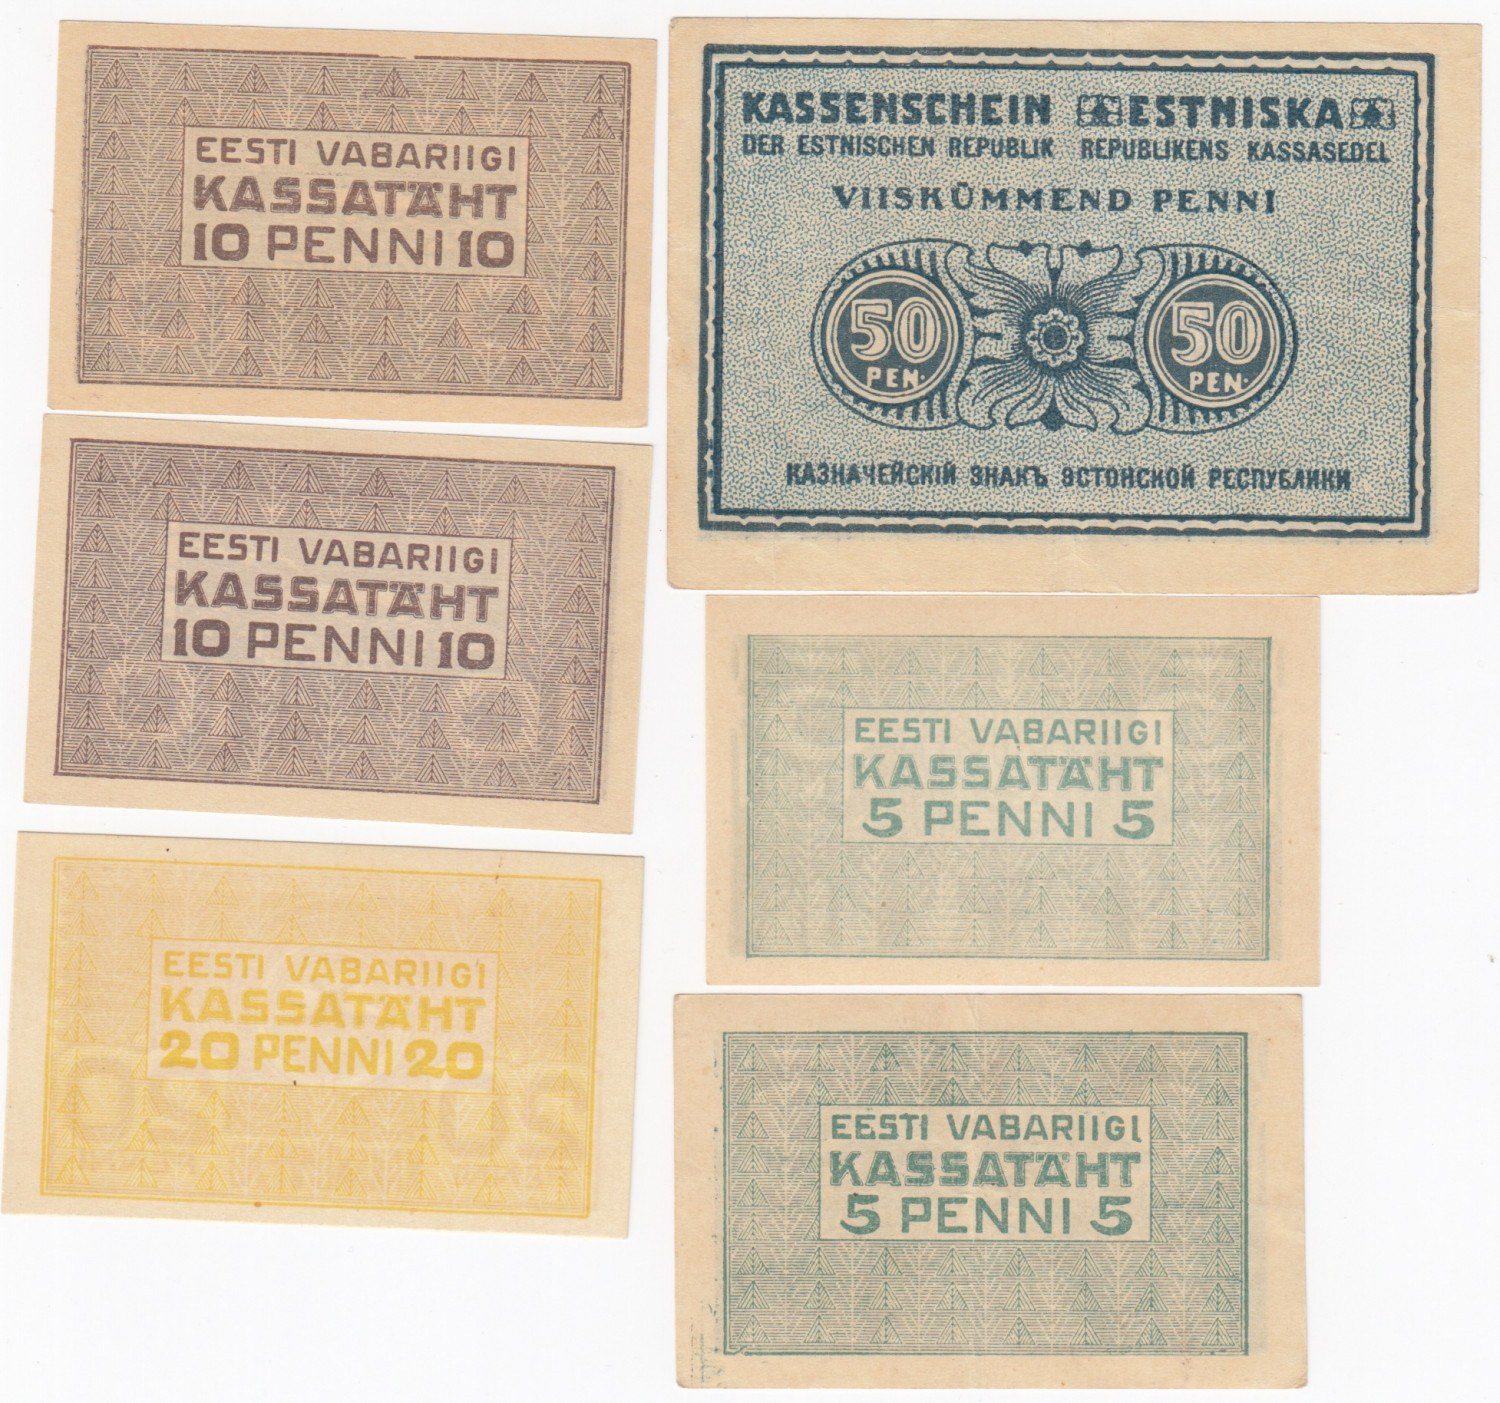 EESTI VABARIIGI
KASSATÄHT
10 PENNI 10
KASSENSCHEIN ESTNISKA
DER ESTNISCHEN REPUBLIK REPUBLIKENS KASSASEDEL
VIISKÜMMEND PENNI
50 PEN. 50 PEN.
КАЗНАЧЕЙСКІЙ ЗНАКЪ ЭСТОНСКОЙ РЕСПУБЛИКИ
EESTI VABARIIGI
KASSATÄHT
10 PENNI 10
EESTI VABARIIGI
KASSATÄHT
5 PENNI 5
EESTI VABARIIGI
KASSATÄHT
20 PENNI 20
EESTI VABARIIGI
KASSATÄHT
5 PENNI 5